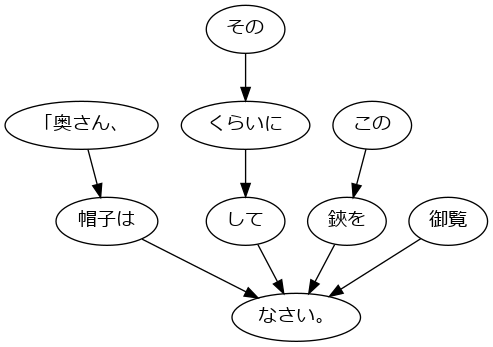 その
「奥さん、 くらいに この
帽子は して 鋏を 御覧
なさい。